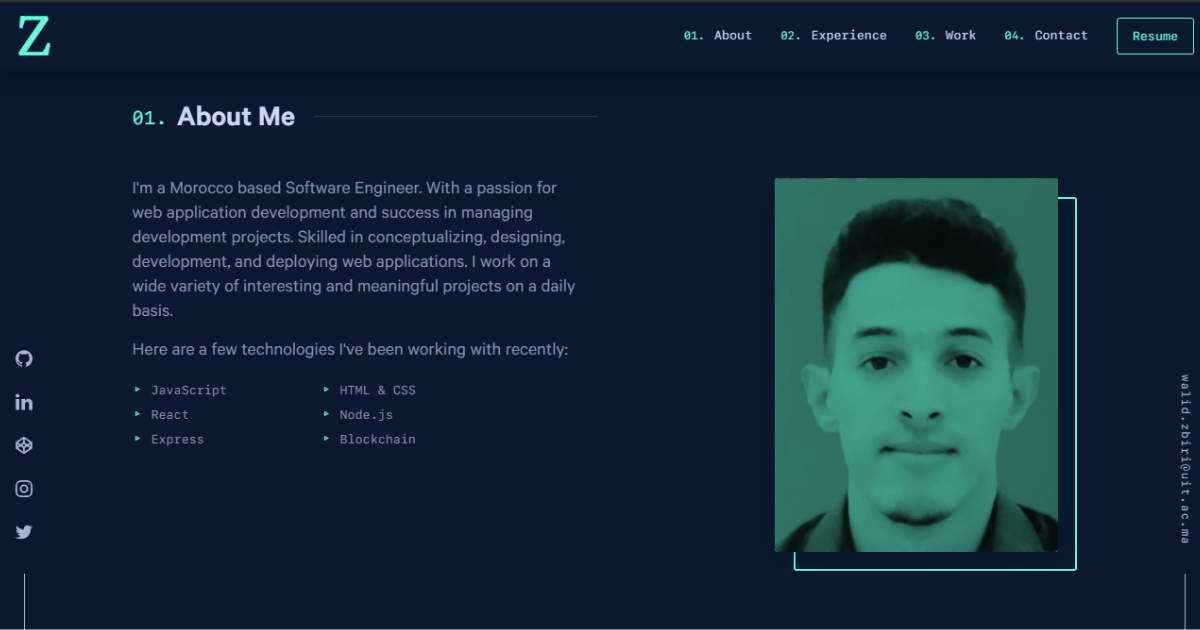 Z
01. About
02. Experience
03. Work
04. Contact
Resume
01. About Me
I'm a Morocco based Software Engineer. With a passion for
web application development and success in managing
development projects. Skilled in conceptualizing, designing,
development, and deploying web applications. I work on a
wide variety of interesting and meaningful projects on a daily
basis.
Here are a few technologies I've been working with recently:
JavaScript
HTML & CSS
React
Node.js
Express
Blockchain
in
walid.zbiri@uit.ac.ma